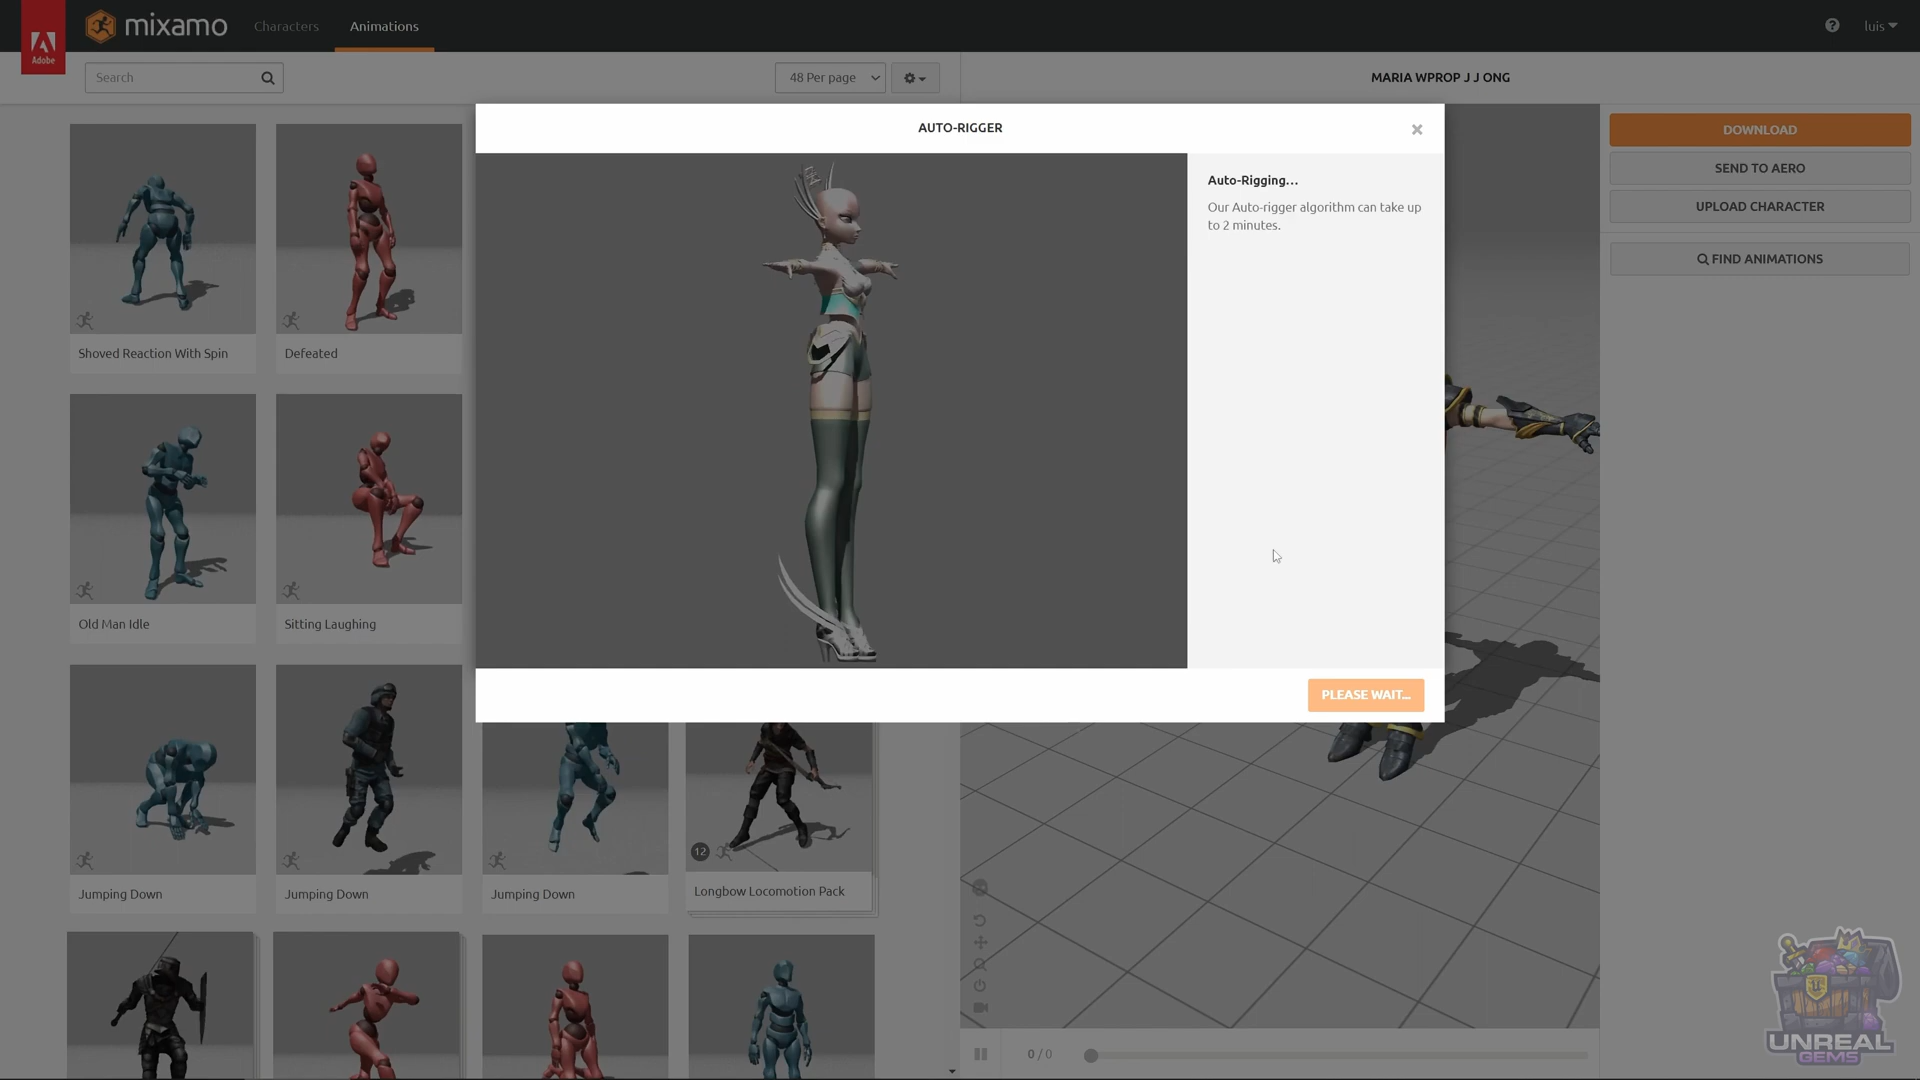 Adobe
mixamo
Characters
Animations
luis
Search
48 Per page
MARIA WPROP J J ONG
AUTO-RIGGER
Auto-Rigging...
Our Auto-rigger algorithm can take up
to 2 minutes.
PLEASE WAIT...
DOWNLOAD
SEND TO AERO
UPLOAD CHARACTER
FIND ANIMATIONS
Shoved Reaction With Spin
Defeated
Old Man Idle
Sitting Laughing
12
Jumping Down
Jumping Down
Jumping Down
Longbow Locomotion Pack
0 / 0
UNREAL
GEMS